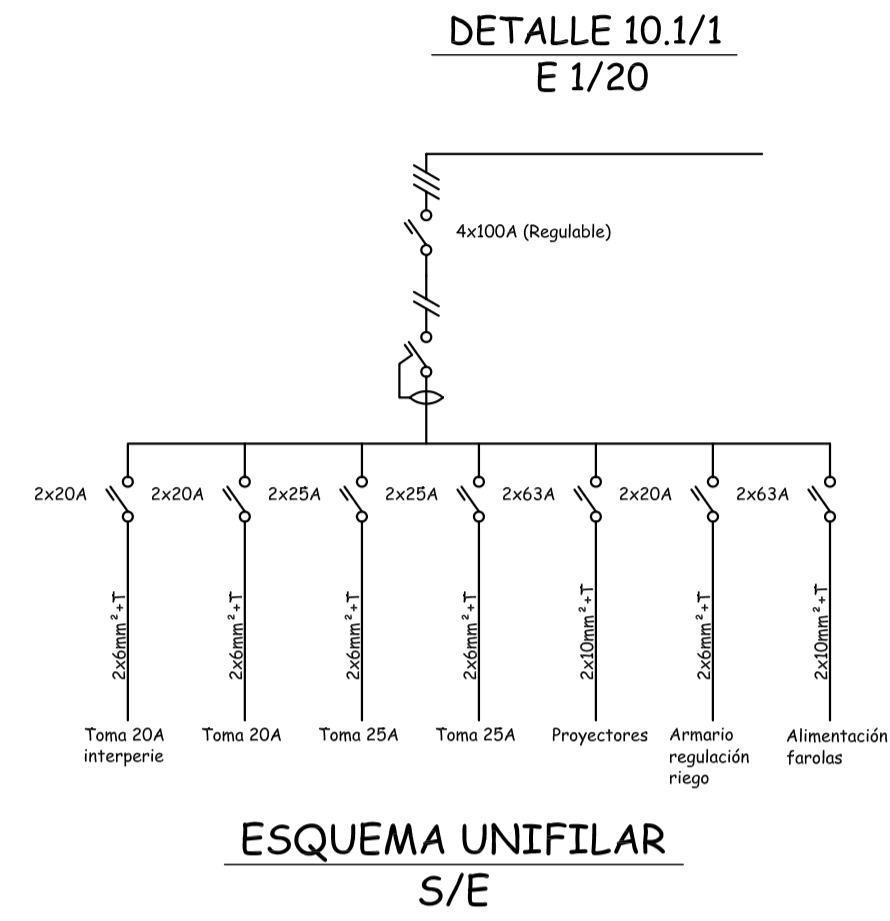 DETALLE 10.1/1
E 1/20
4x100A (Regulable)
2x20A
2x20A
2x25A
2x25A
2x63A
2x20A
2x63A
2x6mm²+T
2x6mm²+T
2x6mm²+T
2x6mm²+T
2x10mm²+T
2x6mm²+T
2x10mm²+T
Toma 20A
interperie
Toma 20A
Toma 25A
Toma 25A
Proyectores
Armario
regulación
riego
Alimentación
farolas
ESQUEMA UNIFILAR
S/E